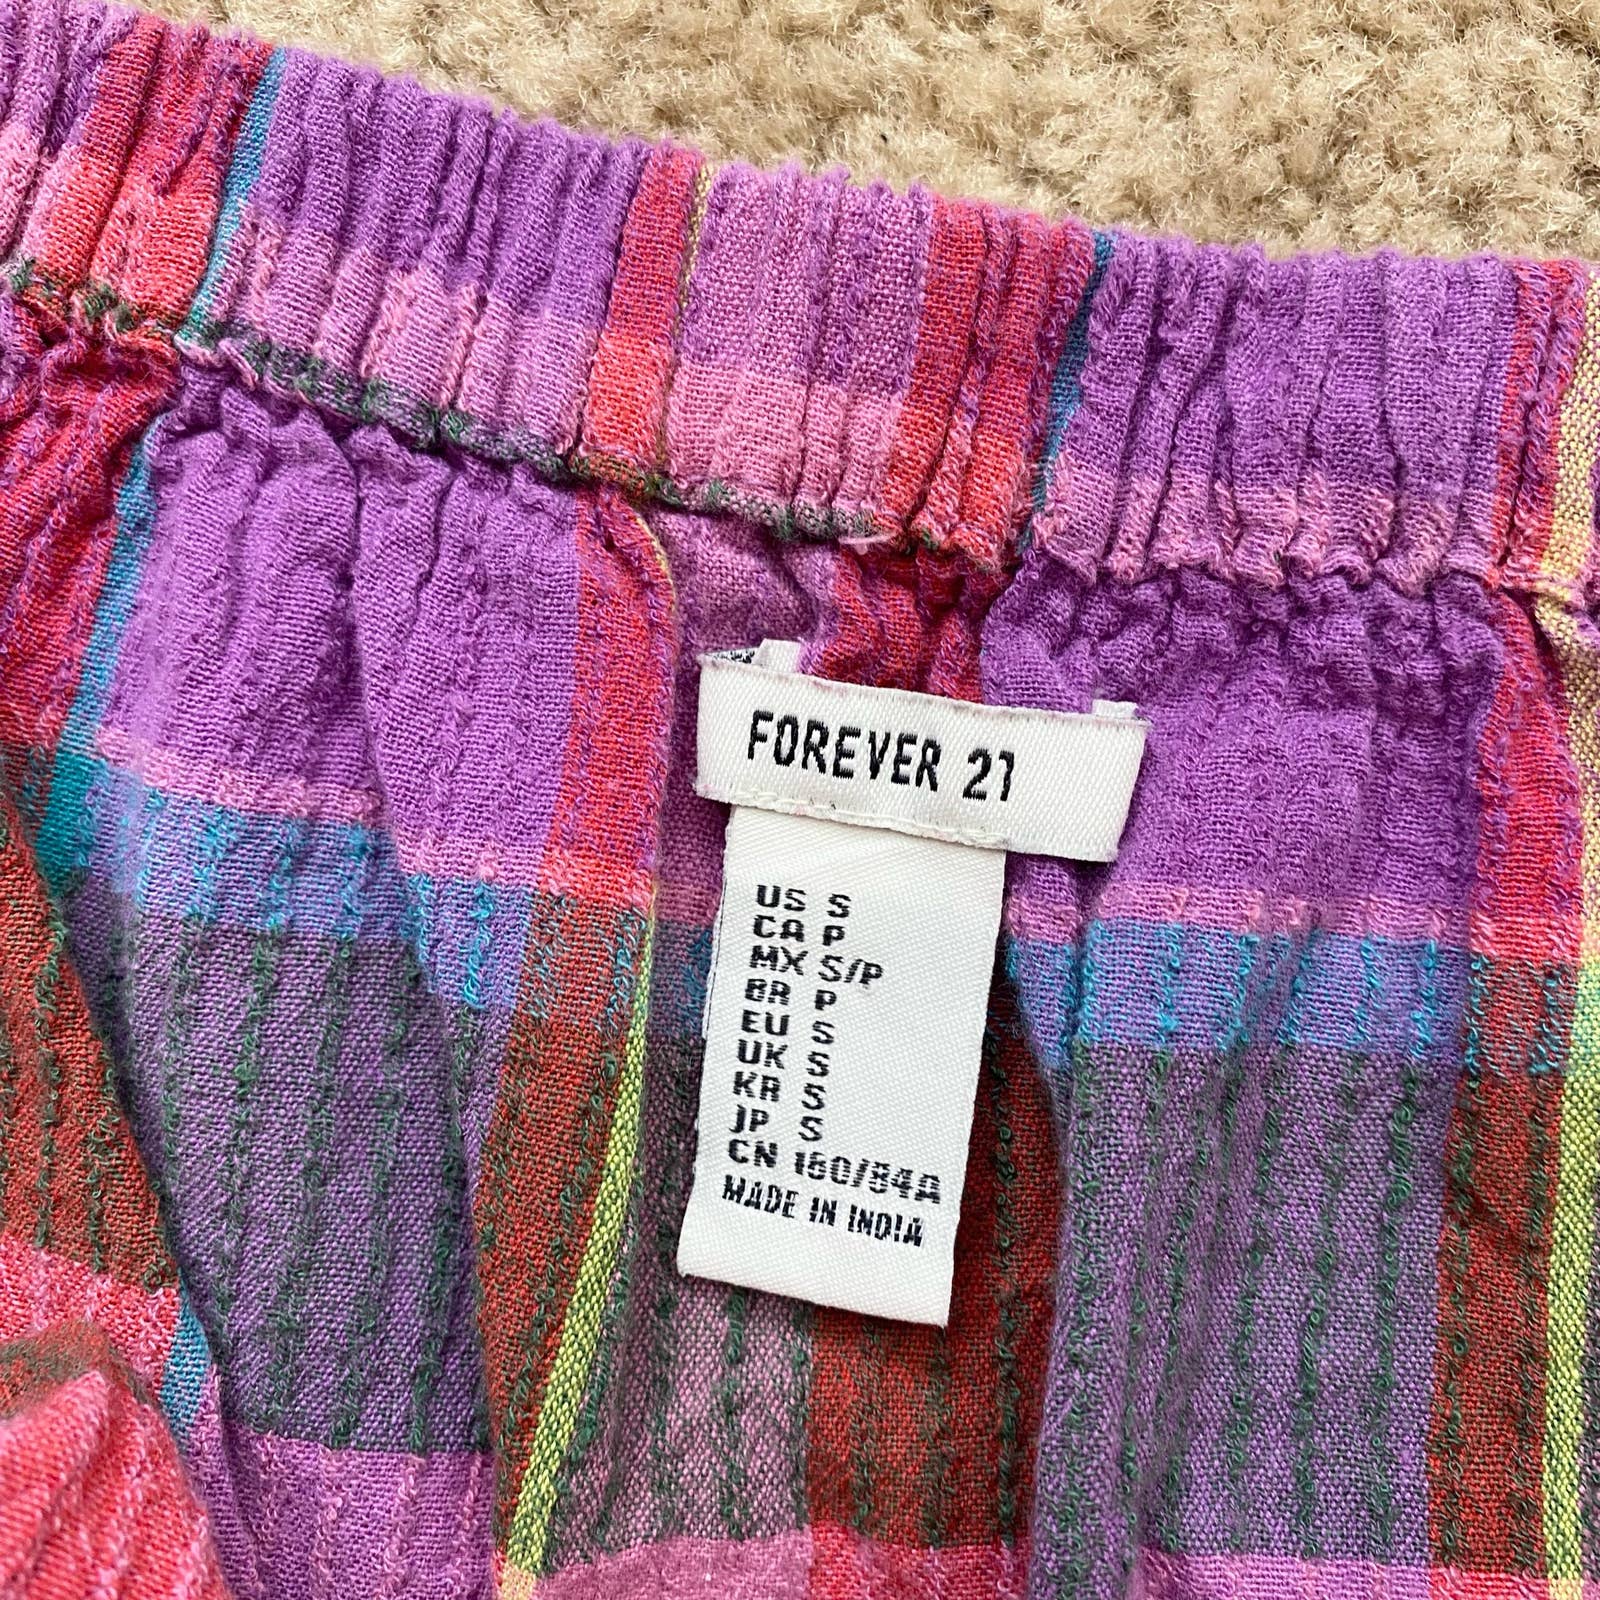 FOREVER 21
US S
CA P
MX S/P
BR P
EU S
UK S
KR S
JP S
CN 160/84A
MADE IN INDIA